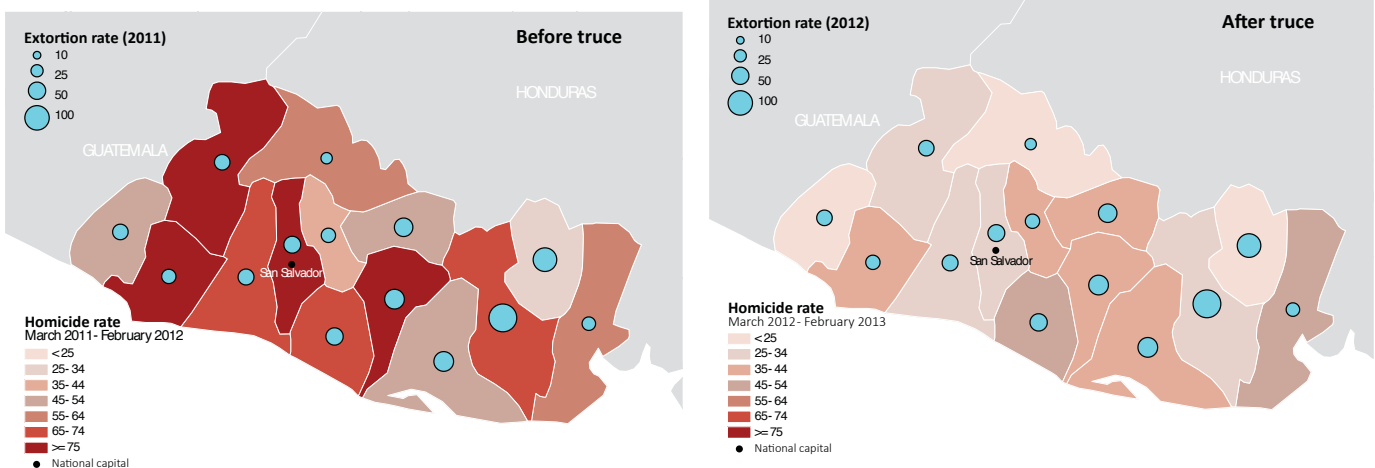 Extortion rate (2011)
10
25
50
100
Before truce
HONDURAS
GUATEMALA
San Salvador
Homicide rate
March 2011- February 2012
<25
25- 34
35- 44
45- 54
55- 64
65- 74
>= 75
National capital
Extortion rate (2012)
10
25
50
100
After truce
HONDURAS
GUATEMALA
San Salvador
Homicide rate
March 2012- February 2013
<25
25- 34
35- 44
45- 54
55- 64
65- 74
>= 75
National capital